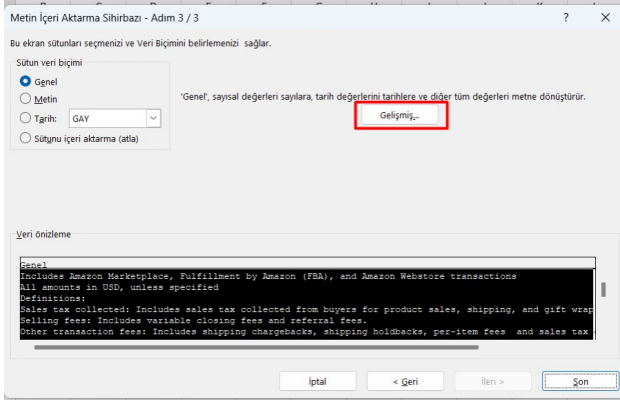 Metin İçeri Aktarma Sihirbazı - Adım 3 / 3
Bu ekran sütunları seçmenizi ve Veri Biçimini belirlemenizi sağlar.
Sütun veri biçimi
Genel
Metin
Tarih: GAY
Sütunu içeri aktarma (atla)
'Genel', sayısal değerleri sayılara, tarih değerlerini tarihlere ve diğer tüm değerleri metne dönüştürür.
Gelişmiş...
Veri önizleme
Genel
Includes Amazon Marketplace, Fulfillment by Amazon (FBA), and Amazon Webstore transactions
All amounts in USD, unless specified
Definitions:
Sales tax collected: Includes sales tax collected from buyers for product sales, shipping, and gift wrap
Selling fees: Includes variable closing fees and referral fees.
Other transaction fees: Includes shipping chargebacks, shipping holdbacks, per-item fees and sales tax
İptal
< Geri
İleri >
Son